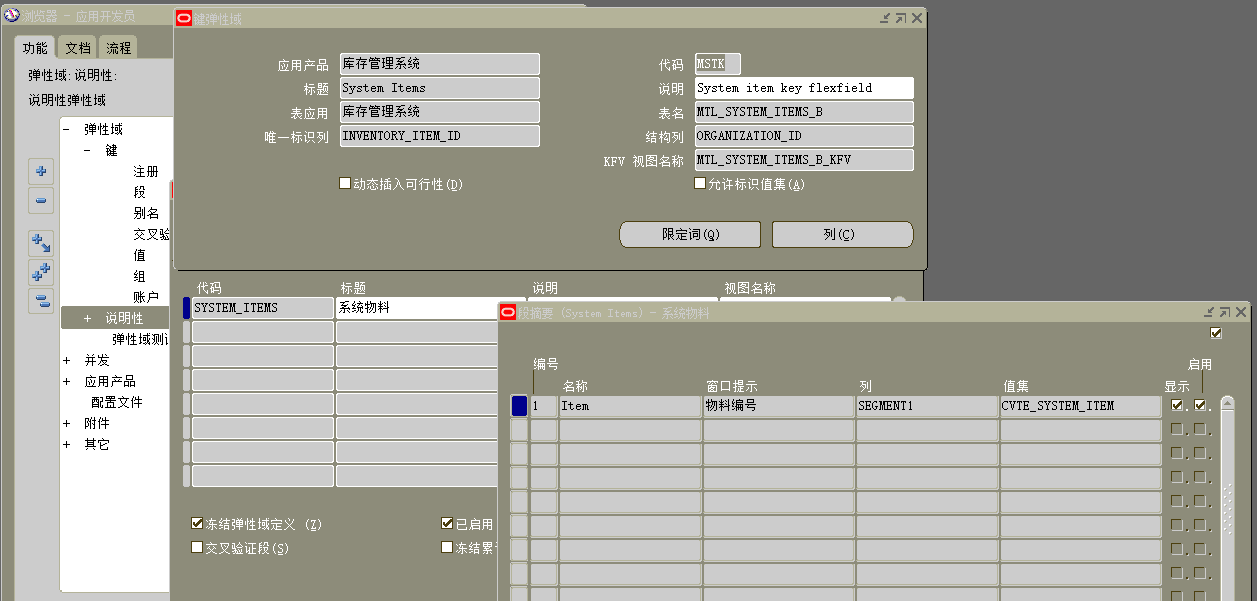 浏览器 - 应用开发员
键弹性域
功能 文档 流程
弹性域:说明性:
说明性弹性域
- 弹性域
- 键
注册
段
别名
交叉验
值
组
账户
+ 说明性
弹性域测
+ 并发
+ 应用产品
配置文件
+ 附件
+ 其它
应用产品 库存管理系统
代码 MSTK
标题 System Items
说明 System item key flexfield
表应用 库存管理系统
表名 MTL_SYSTEM_ITEMS_B
唯一标识列 INVENTORY_ITEM_ID
结构列 ORGANIZATION_ID
KFV 视图名称 MTL_SYSTEM_ITEMS_B_KFV
动态插入可行性(D)
允许标识值集(A)
限定词(Q)
列(C)
代码 标题 说明 视图名称
SYSTEM_ITEMS 系统物料
冻结弹性域定义 (Z)
已启用
交叉验证段(S)
冻结累
段摘要 (System Items) - 系统物料
编号 启用
名称 窗口提示 列 值集 显示
1 Item 物料编号 SEGMENT1 CVTE_SYSTEM_ITEM